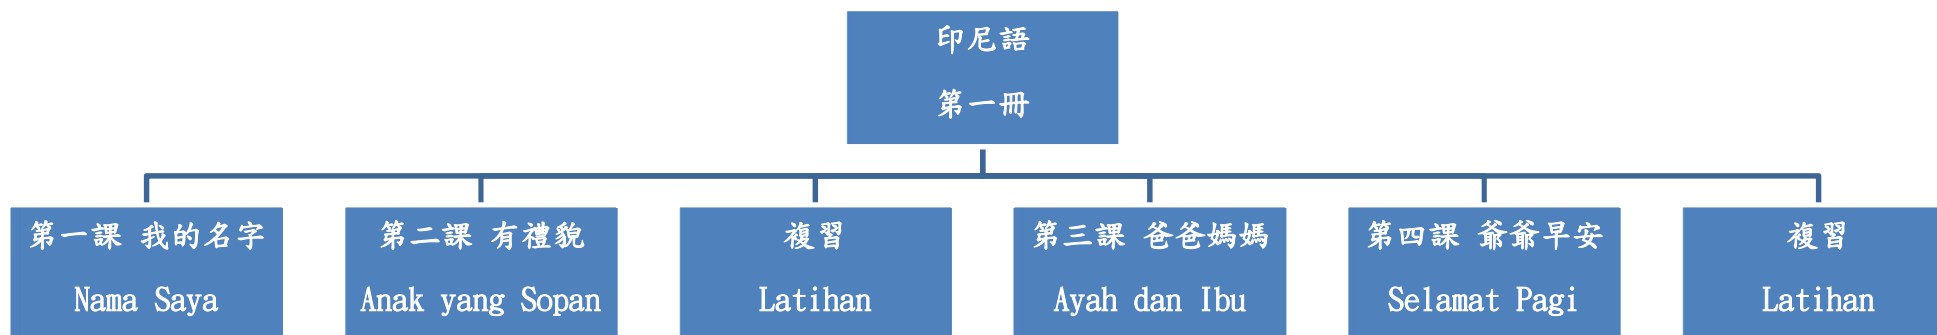 印尼語
第一冊
第一課 我的名字
Nama Saya
第二課 有禮貌
Anak yang Sopan
複習
Latihan
第三課 爸爸媽媽
Ayah dan Ibu
第四課 爺爺早安
Selamat Pagi
複習
Latihan